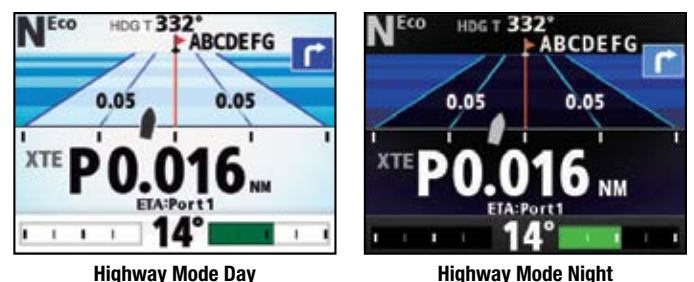 N Eco HDG T 332°
ABCDEFG
0.05 0.05
XTE P0.016 NM
ETA:Port1
14°
Highway Mode Day
N Eco HDG T 332°
ABCDEFG
0.05 0.05
XTE P0.016 NM
ETA:Port1
14°
Highway Mode Night